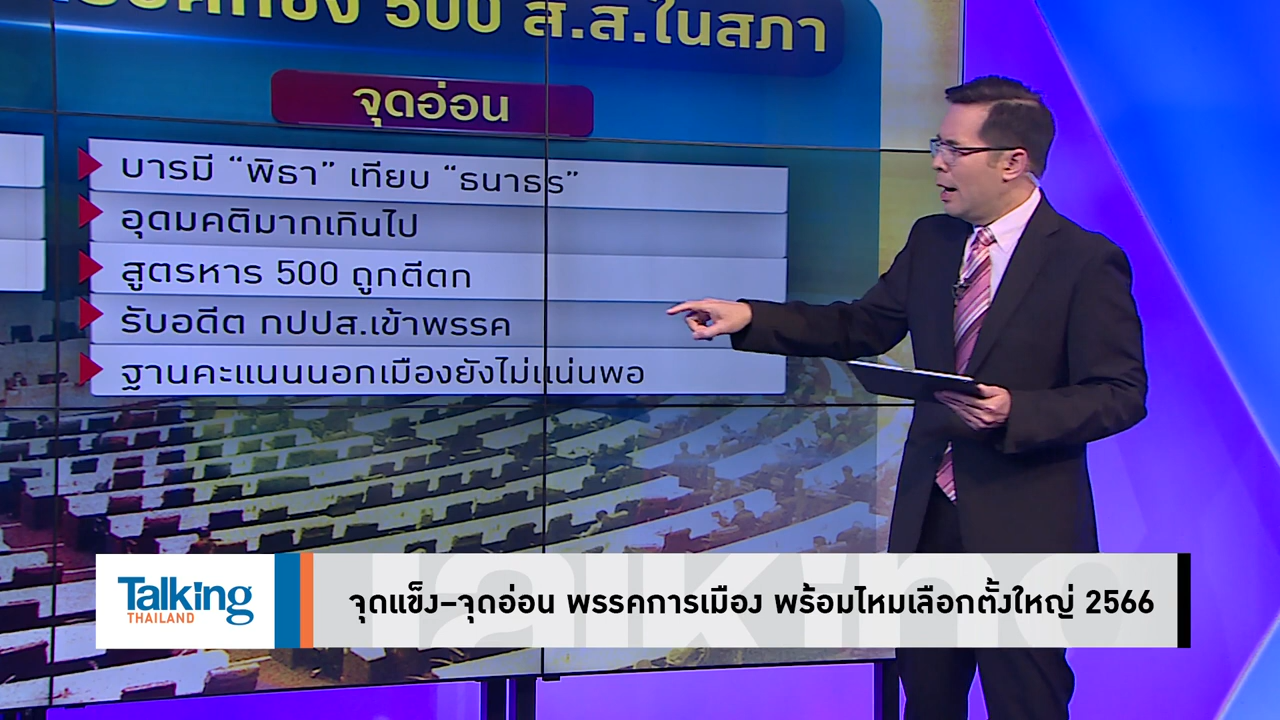 500 ส.ส.ในสภา
จุดอ่อน
บารมี “พิธา” เทียบ “ธนาธร”
อุดมคติมากเกินไป
สูตรหาร 500 ถูกตีตก
รับอดีต กปปส.เข้าพรรค
ฐานคะแนนนอกเมืองยังไม่แน่นพอ
Talking
THAILAND
จุดแข็ง-จุดอ่อน พรรคการเมือง พร้อมไหมเลือกตั้งใหญ่ 2566